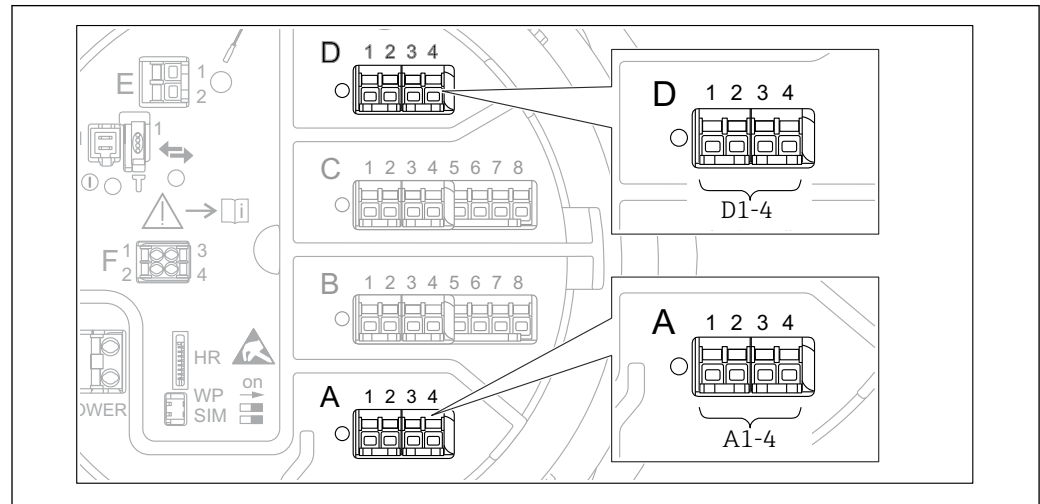 D 1 2 3 4
E 1
2
1
C 1 2 3 4 5 6 7 8
i
F 1 3
2 4
B 1 2 3 4 5 6 7 8
HR
WP on
SIM
OWER
A 1 2 3 4
D 1 2 3 4
D1-4
A 1 2 3 4
A1-4